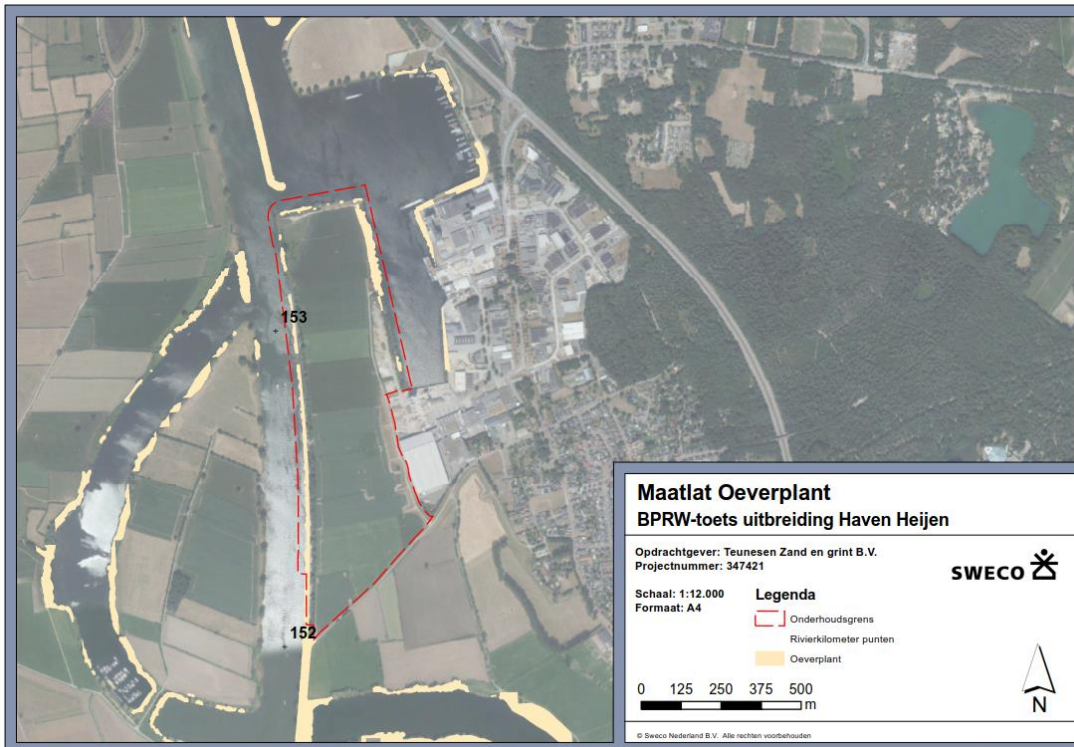 153
152
Maatlat Oeverplant
BPRW-toets uitbreiding Haven Heijen
Opdrachtgever: Teunesen Zand en grint B.V.
Projectnummer: 347421
SWECO
Schaal: 1:12.000
Formaat: A4
Legenda
Onderhoudsgrens
Rivierkilometer punten
Oeverplant
0 125 250 375 500
m
N
© Sweco Nederland B.V. Alle rechten voorbehouden